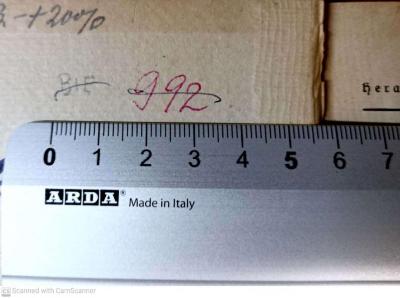 +20%
992
Hera
0 1 2 3 4 5 6 7
ARDA® Made in Italy
Scanned with CamScanner